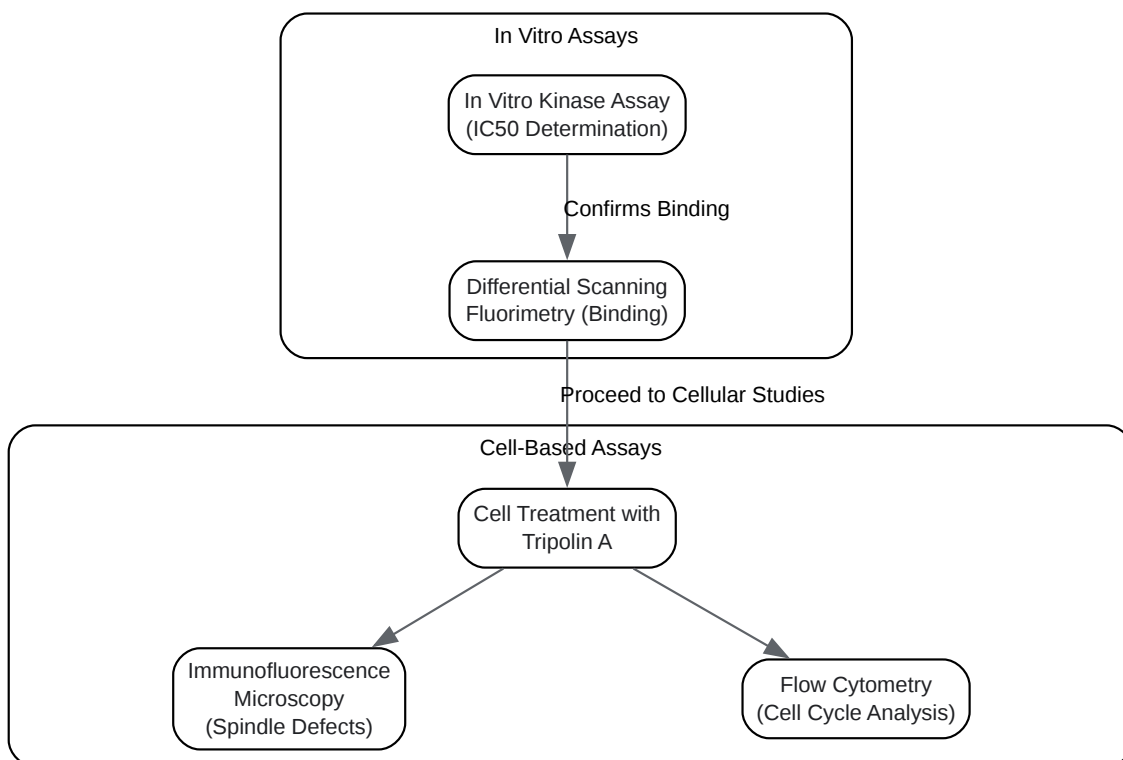 In Vitro Assays
In Vitro Kinase Assay
(IC50 Determination)
Confirms Binding
Differential Scanning
Fluorimetry (Binding)
Proceed to Cellular Studies
Cell-Based Assays
Cell Treatment with
Tripolin A
Immunofluorescence
Microscopy
(Spindle Defects)
Flow Cytometry
(Cell Cycle Analysis)